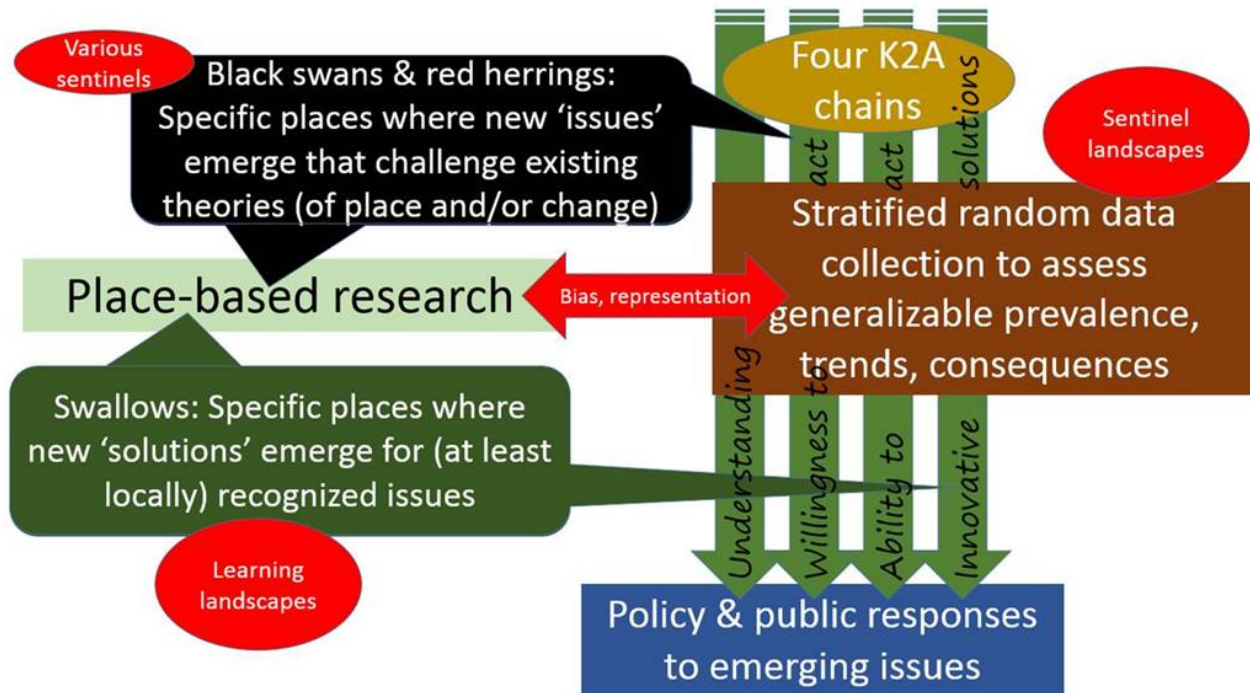 Various
sentinels
Black swans & red herrings:
Specific places where new ‘issues’
emerge that challenge existing
theories (of place and/or change)
Four K2A
chains
Sentinel
landscapes
Stratified random data
collection to assess
generalizable prevalence,
trends, consequences
Place-based research
Bias, representation
Swallows: Specific places where
new ‘solutions’ emerge for (at least
locally) recognized issues
Learning
landscapes
Understanding
Willingness to act
Ability to act
Innovative solutions
Policy & public responses
to emerging issues